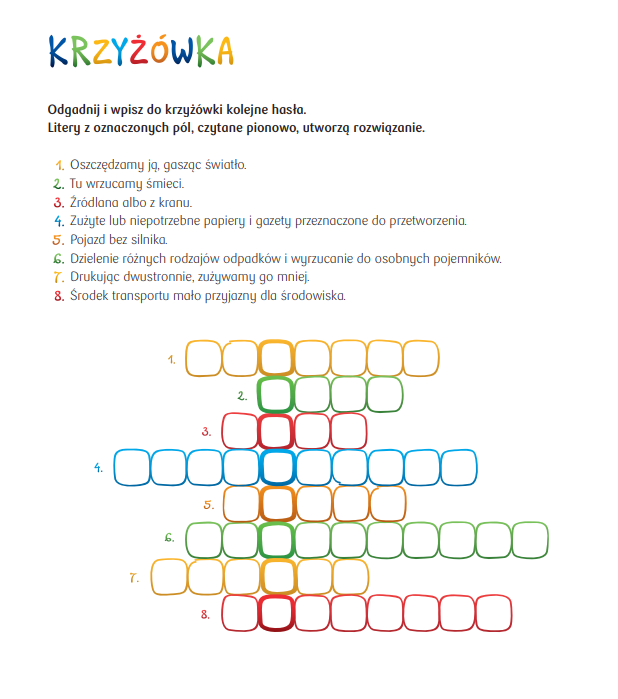 KRZYŻÓWKA
Odgadnij i wpisz do krzyżówki kolejne hasła.
Litery z oznaczonych pól, czytane pionowo, utworzą rozwiązanie.
1. Oszczędzamy ją, gasząc światło.
2. Tu wrzucamy śmieci.
3. Źródlana albo z kranu.
4. Zużyte lub niepotrzebne papiery i gazety przeznaczone do przetworzenia.
5. Pojazd bez silnika.
6. Dzielenie różnych rodzajów odpadków i wyrzucanie do osobnych pojemników.
7. Drukując dwustronnie, zużywamy go mniej.
8. Środek transportu mało przyjazny dla środowiska.
1.
2.
3.
4.
5.
6.
7.
8.